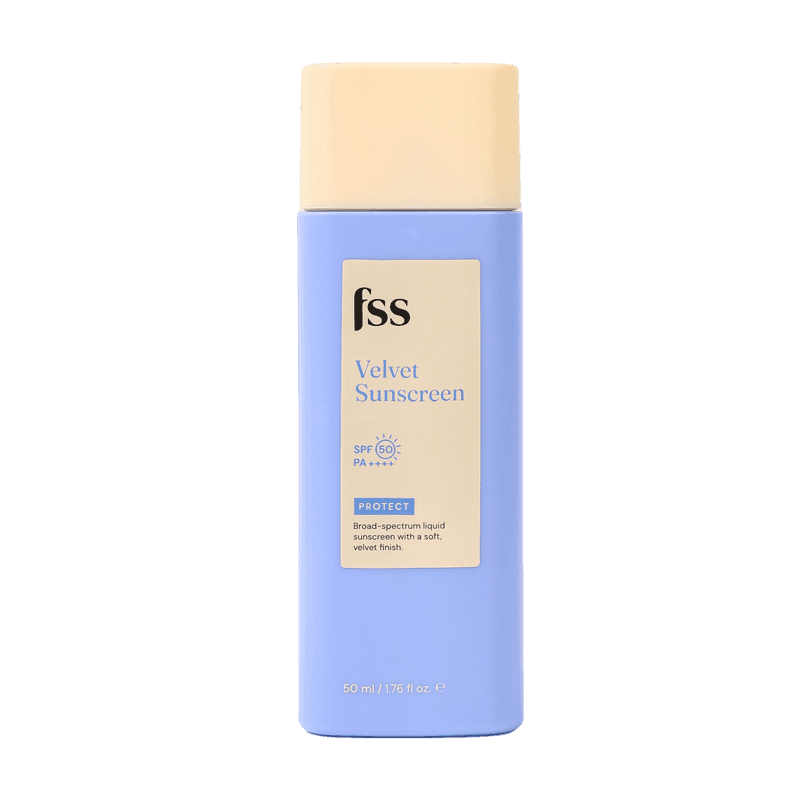 fss
Velvet
Sunscreen
SPF 50
PA ++++
PROTECT
Broad-spectrum liquid
sunscreen with a soft,
velvet finish.
50 ml / 1.76 fl oz. ℮